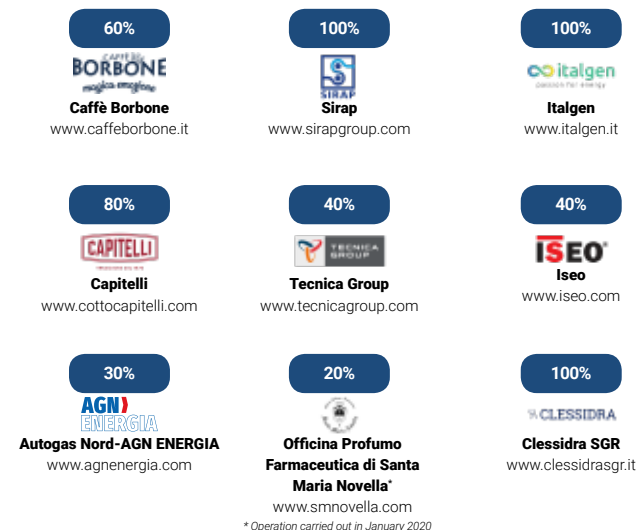 60%
CAFFÈ
BORBONE
magica emozione
Caffè Borbone
www.caffeborbone.it
100%
SIRAP
Sirap
www.sirapgroup.com
100%
italgen
passion for energy
Italgen
www.italgen.it
80%
CAPITELLI
Capitelli
www.cottocapitelli.com
40%
TECNICA
GROUP
Tecnica Group
www.tecnicagroup.com
40%
ISEO
Iseo
www.iseo.com
30%
AGN
ENERGIA
Autogas Nord-AGN ENERGIA
www.agnenergia.com
20%
Officina Profumo
Farmaceutica di Santa
Maria Novella*
www.smnovella.com
* Operation carried out in January 2020
100%
CLESSIDRA
Clessidra SGR
www.clessidrasgr.it